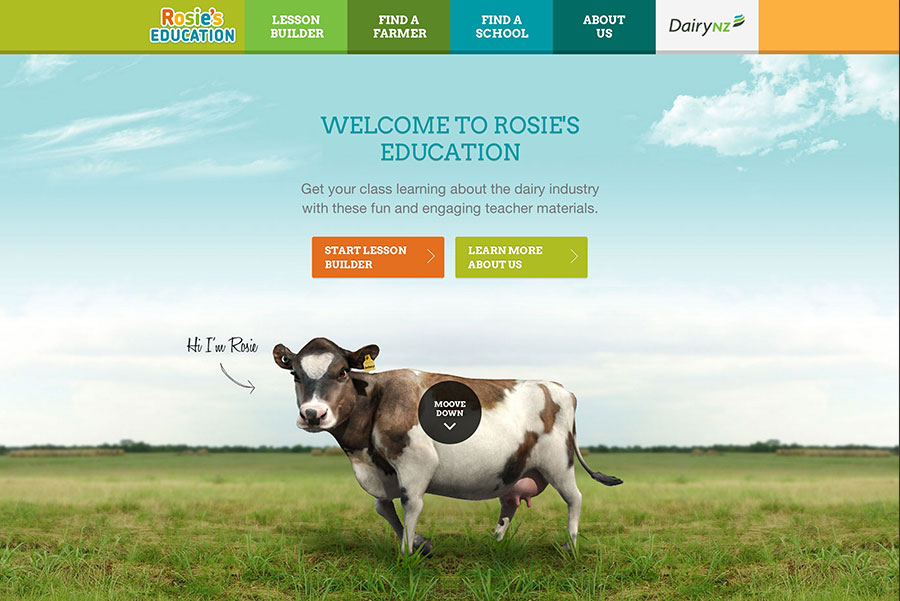 Rosie's
EDUCATION
LESSON
BUILDER
FIND A
FARMER
FIND A
SCHOOL
ABOUT
US
DairyNZ
WELCOME TO ROSIE'S
EDUCATION
Get your class learning about the dairy industry
with these fun and engaging teacher materials.
START LESSON
BUILDER
LEARN MORE
ABOUT US
Hi I'm Rosie
MOOVE
DOWN